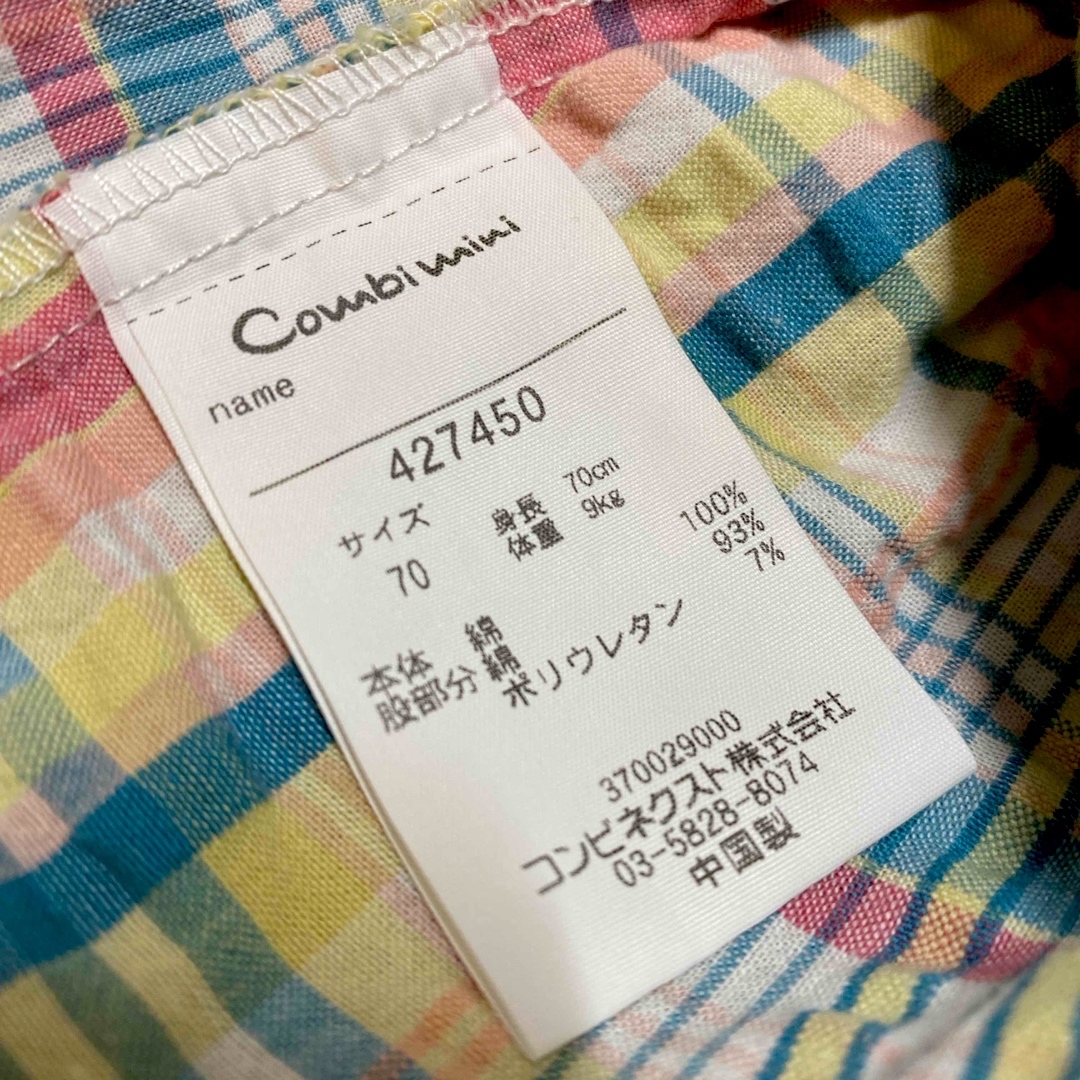 Combimini
name
427450
サイズ 身長 70cm
70 体重 9kg
本体 綿 100%
股部分 綿 93%
ポリウレタン 7%
370029000
コンビネクスト株式会社
03-5828-8074
中国製